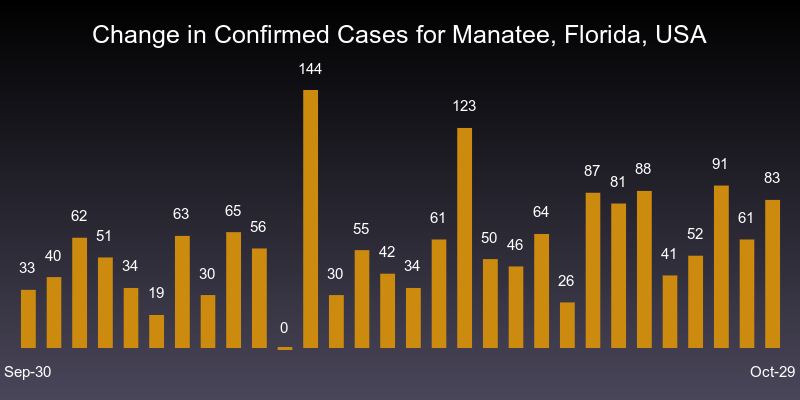 Change in Confirmed Cases for Manatee, Florida, USA
33 40 62 51 34 19 63 30 65 56 0 144 30 55 42 34 61 123 50 46 64 26 87 81 88 41 52 91 61 83
Sep-30 Oct-29